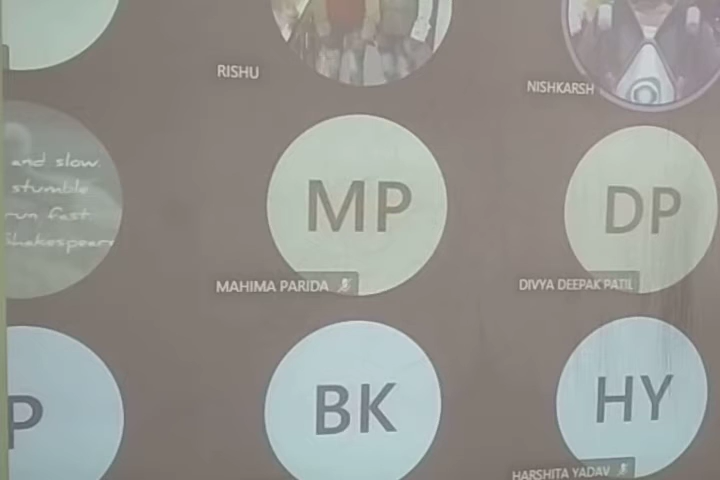 RISHU
NISHKARSH
and slow.
stumble
run fast.
Shakespeare
MP
DP
MAHIMA PARIDA
DIVYA DEEPAK PATIL
P
BK
HY
HARSHITA YADAV